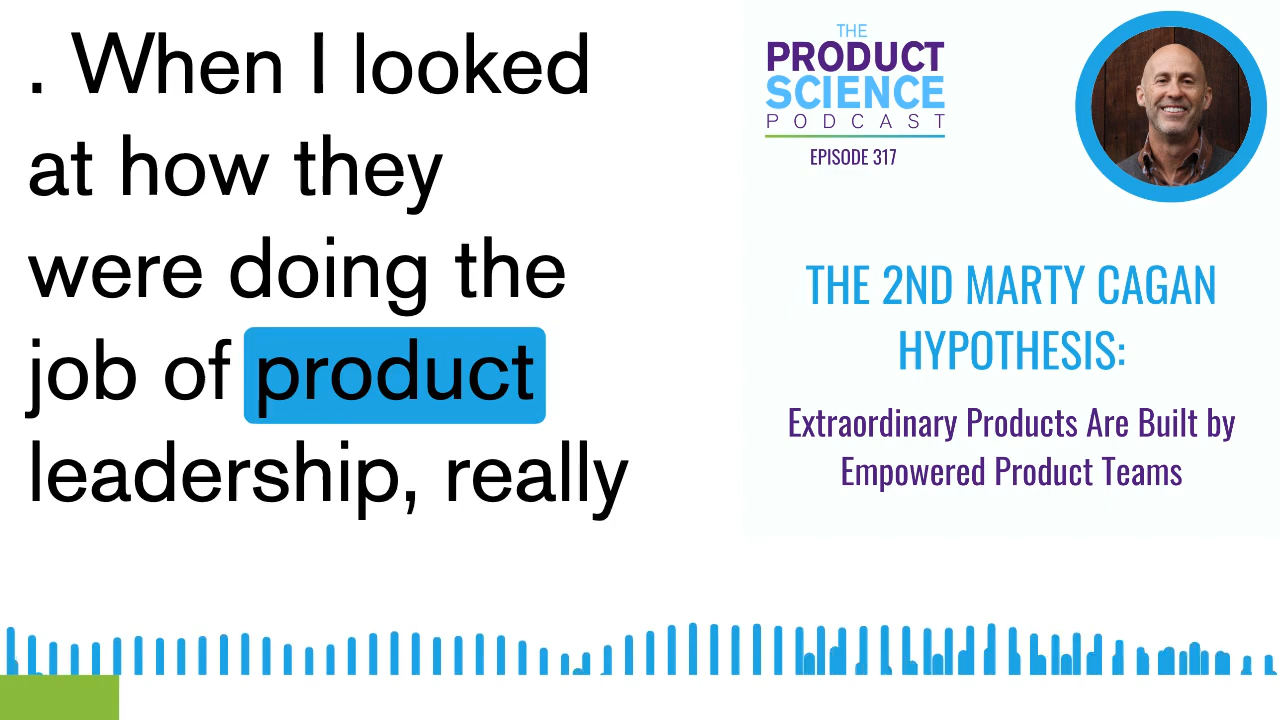 . When I looked
at how they
were doing the
job of product
leadership, really
THE
PRODUCT
SCIENCE
PODCAST
EPISODE 317
THE 2ND MARTY CAGAN
HYPOTHESIS:
Extraordinary Products Are Built by
Empowered Product Teams